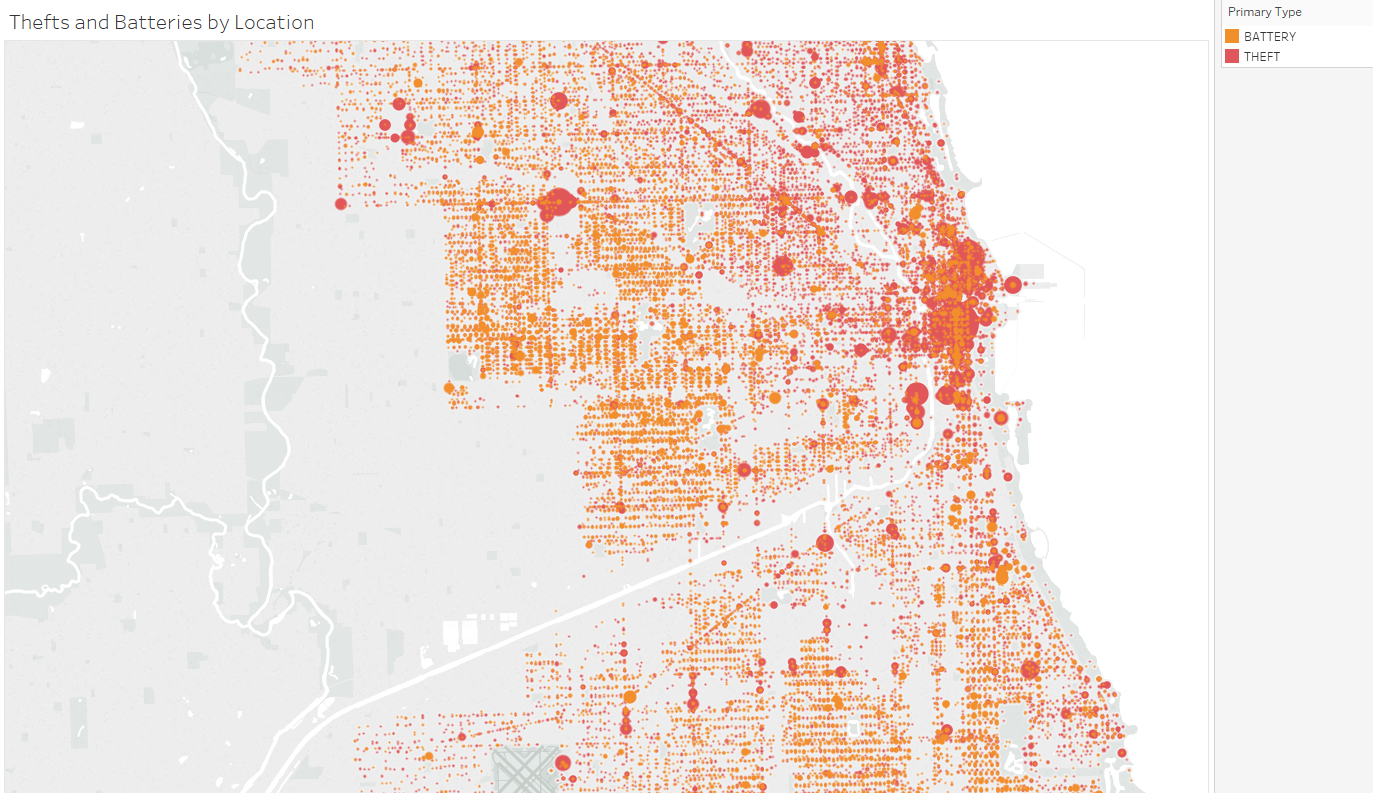 Thefts and Batteries by Location
Primary Type
BATTERY
THEFT